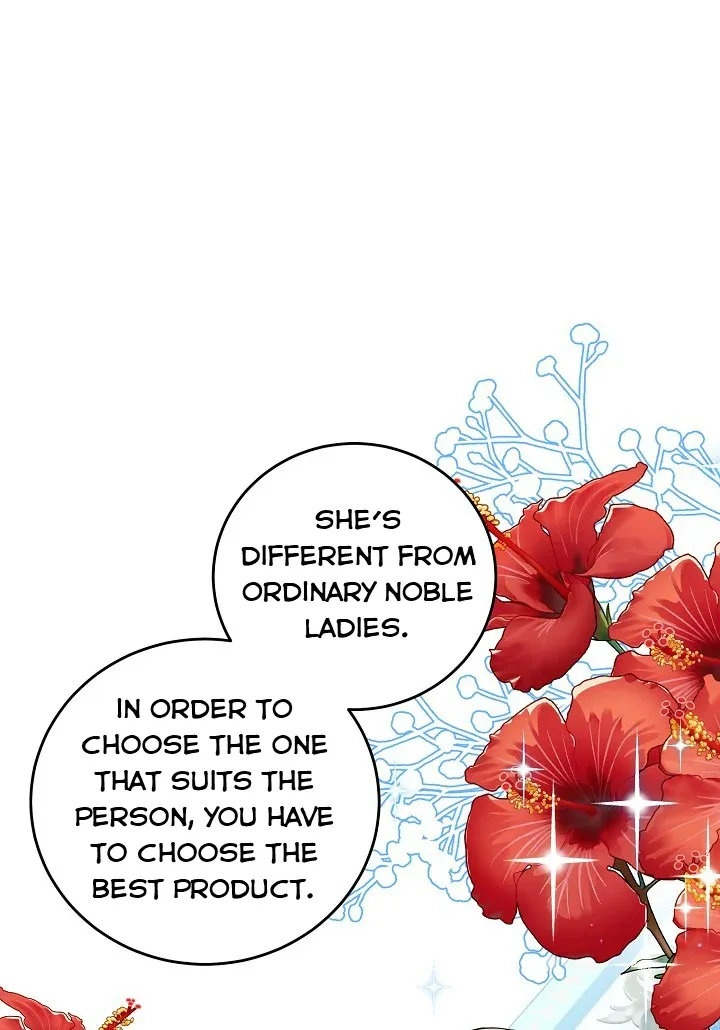 SHE'S
DIFFERENT FROM
ORDINARY NOBLE
LADIES.
IN ORDER TO
CHOOSE THE ONE
THAT SUITS THE
PERSON, YOU HAVE
TO CHOOSE THE
BEST PRODUCT.